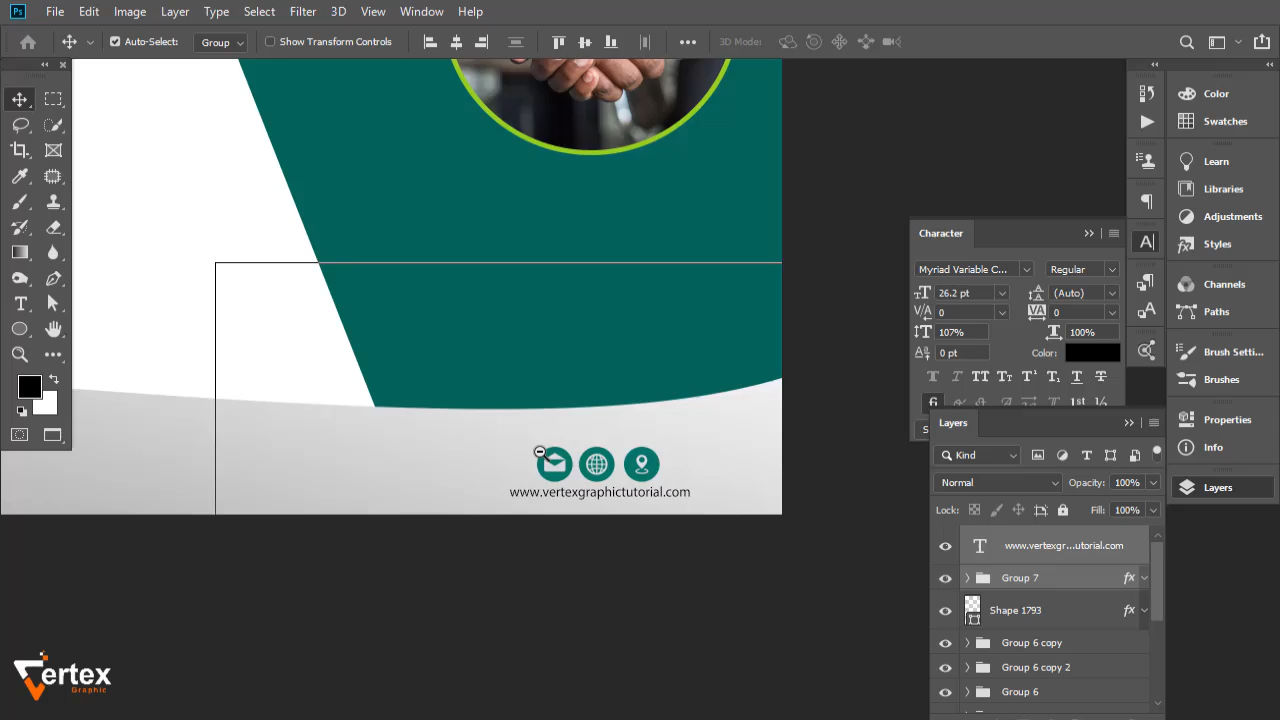 Ps File Edit Image Layer Type Select Filter 3D View Window Help
Auto-Select: Group Show Transform Controls 3D Mode:
Color
Swatches
Learn
Libraries
Adjustments
Styles
Channels
Paths
Brush Setti...
Brushes
Properties
Info
Layers
Character
Myriad Variable C... Regular
26.2 pt (Auto)
0 0
107% 100%
0 pt Color:
Layers
Kind
Normal Opacity: 100%
Lock: Fill: 100%
www.vertexgr...utorial.com
Group 7 fx
Shape 1793 fx
Group 6 copy
Group 6 copy 2
Group 6
www.vertexgraphictutorial.com
Vertex
Graphic